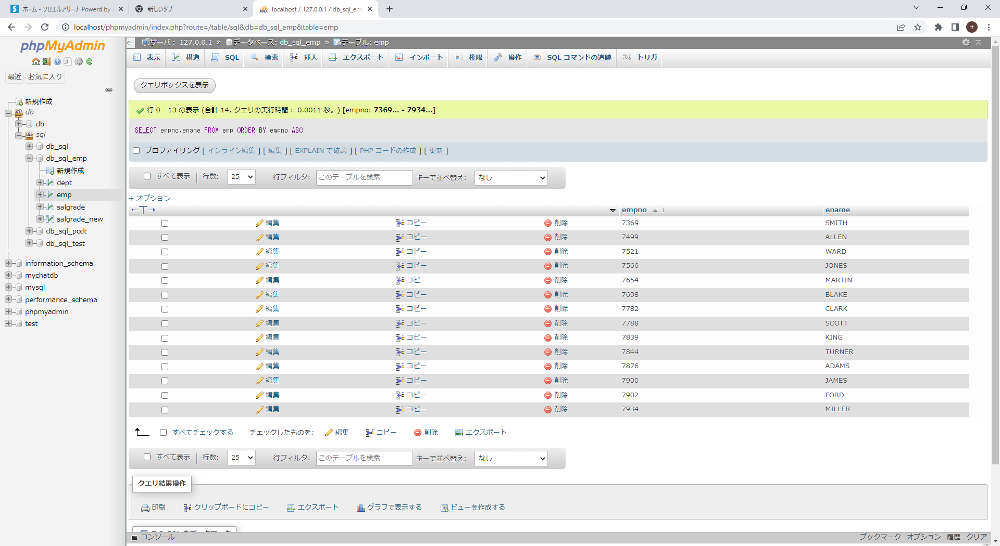 ホーム - ソロエルアリーナ Powered by
新しいタブ
localhost / 127.0.0.1 / db_sql_em
localhost/phpmyadmin/index.php?route=/table/sql&db=db_sql_emp&table=emp
サ
phpMyAdmin
最近 お気に入り
新規作成
db
db
sql
db_sql
db_sql_emp
新規作成
dept
emp
salgrade
salgrade_new
db_sql_pcdt
db_sql_test
information_schema
mychatdb
mysql
performance_schema
phpmyadmin
test
サーバ： 127.0.0.1 » データベース: db_sql_emp » テーブル: emp
表示 構造 SQL 検索 挿入 エクスポート インポート 権限 操作 SQL コマンドの追跡 トリガ
クエリボックスを表示
行 0 - 13 の表示 (合計 14, クエリの実行時間： 0.0011 秒。) [empno: 7369... - 7934...]
SELECT empno,ename FROM emp ORDER BY empno ASC
プロファイリング [ インライン編集 ] [ 編集 ] [ EXPLAIN で確認 ] [ PHP コードの作成 ] [ 更新 ]
すべて表示 | 行数: 25 行フィルタ: このテーブルを検索 キーで並べ替え: なし
+ オプション
←T→ empno 1 ename
編集 コピー 削除 7369 SMITH
編集 コピー 削除 7499 ALLEN
編集 コピー 削除 7521 WARD
編集 コピー 削除 7566 JONES
編集 コピー 削除 7654 MARTIN
編集 コピー 削除 7698 BLAKE
編集 コピー 削除 7782 CLARK
編集 コピー 削除 7788 SCOTT
編集 コピー 削除 7839 KING
編集 コピー 削除 7844 TURNER
編集 コピー 削除 7876 ADAMS
編集 コピー 削除 7900 JAMES
編集 コピー 削除 7902 FORD
編集 コピー 削除 7934 MILLER
すべてチェックする チェックしたものを: 編集 コピー 削除 エクスポート
すべて表示 | 行数: 25 行フィルタ: このテーブルを検索 キーで並べ替え: なし
クエリ結果操作
印刷 クリップボードにコピー エクスポート グラフで表示する ビューを作成する
コンソール
ブックマーク オプション 履歴 クリア